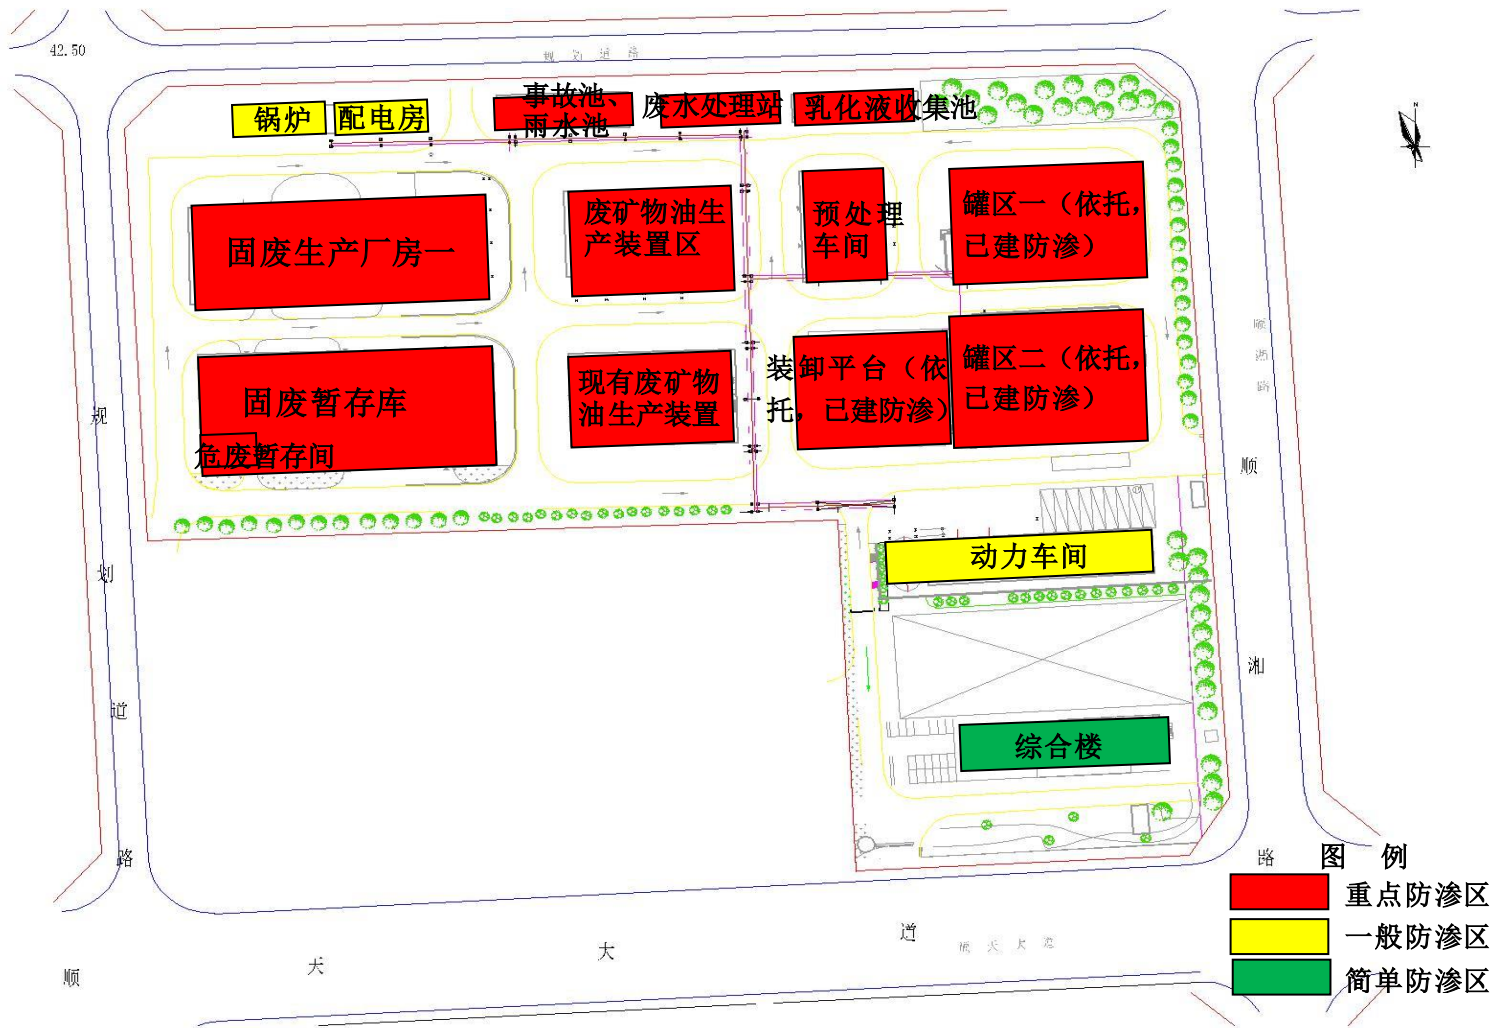 42.50
规划道路
锅炉
配电房
事故池、
雨水池
废水处理站
乳化液收集池
N
固废生产厂房一
废矿物油生
产装置区
预处理
车间
罐区一（依托，
已建防渗）
固废暂存库
危废暂存间
现有废矿物
油生产装置
装卸平台（依
托，已建防渗）
罐区二（依托，
已建防渗）
规划道路
顺湘路
动力车间
综合楼
顺天大道
图 例
重点防渗区
一般防渗区
简单防渗区